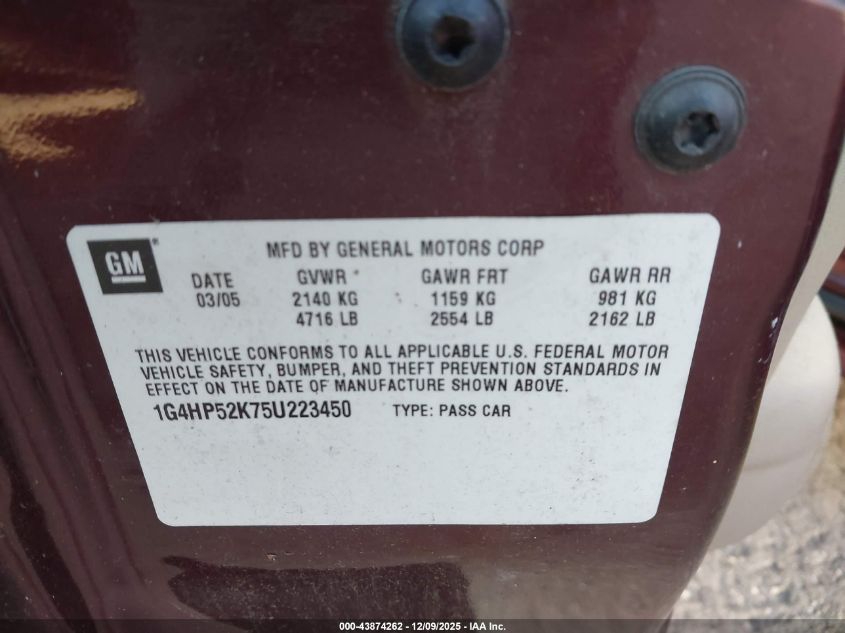 GM®
MFD BY GENERAL MOTORS CORP
DATE GVWR GAWR FRT GAWR RR
03/05 2140 KG 1159 KG 981 KG
4716 LB 2554 LB 2162 LB
THIS VEHICLE CONFORMS TO ALL APPLICABLE U.S. FEDERAL MOTOR
VEHICLE SAFETY, BUMPER, AND THEFT PREVENTION STANDARDS IN
EFFECT ON THE DATE OF MANUFACTURE SHOWN ABOVE.
1G4HP52K75U223450 TYPE: PASS CAR
000-43874262 - 12/09/2025 - IAA Inc.